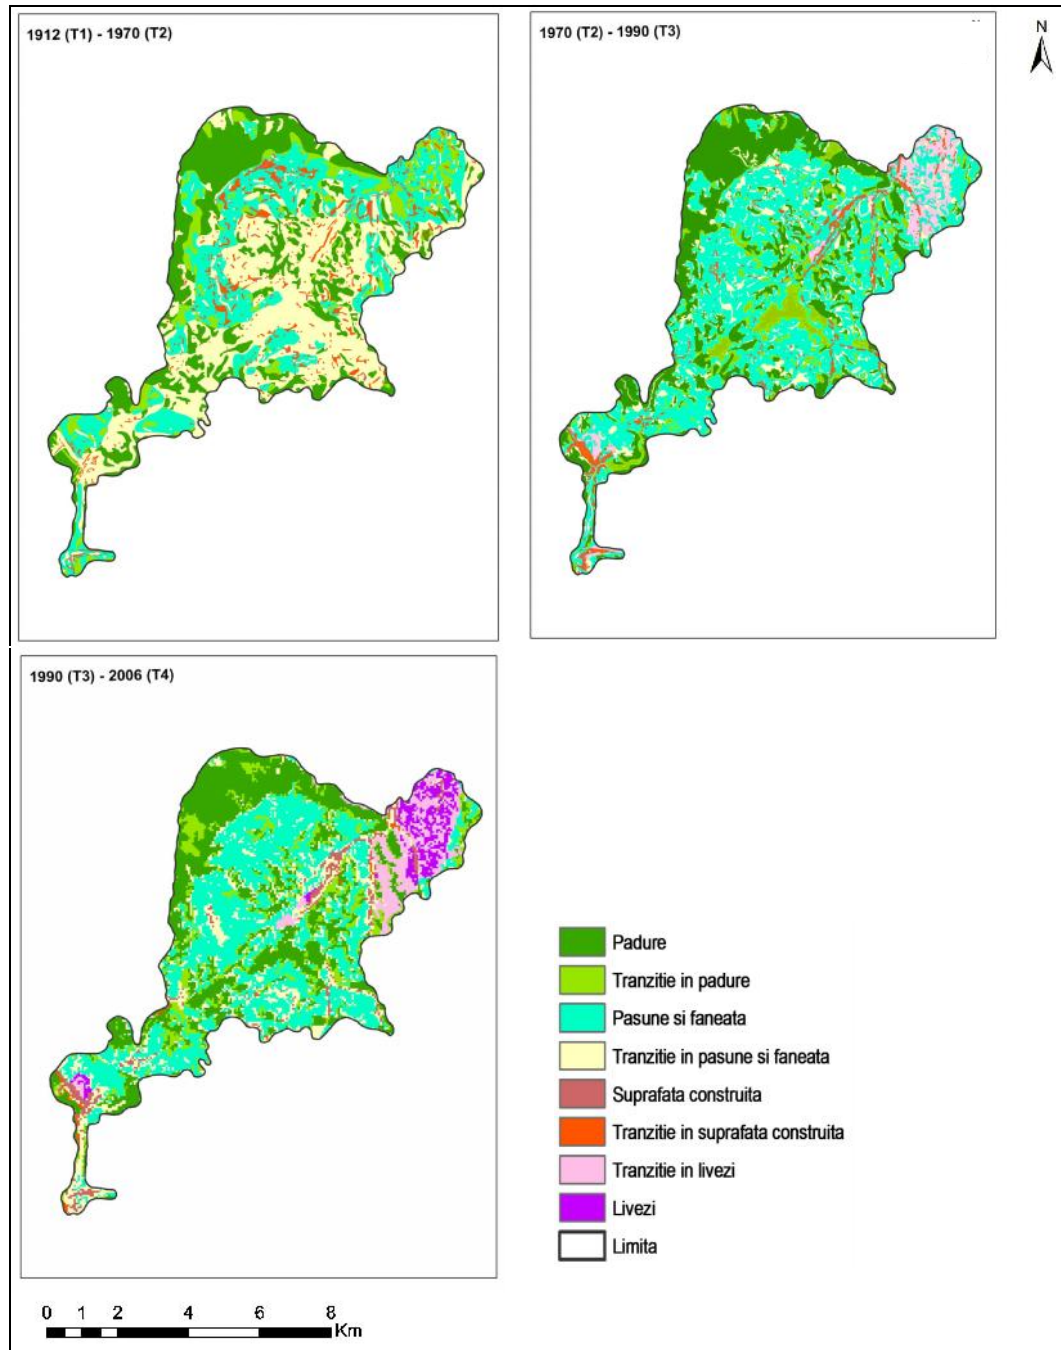 1912 (T1) - 1970 (T2)
1970 (T2) - 1990 (T3)
N
1990 (T3) - 2006 (T4)
Padure
Tranzitie in padure
Pasune si faneata
Tranzitie in pasune si faneata
Suprafata construita
Tranzitie in suprafata construita
Tranzitie in livezi
Livezi
Limita
0 1 2 4 6 8
Km